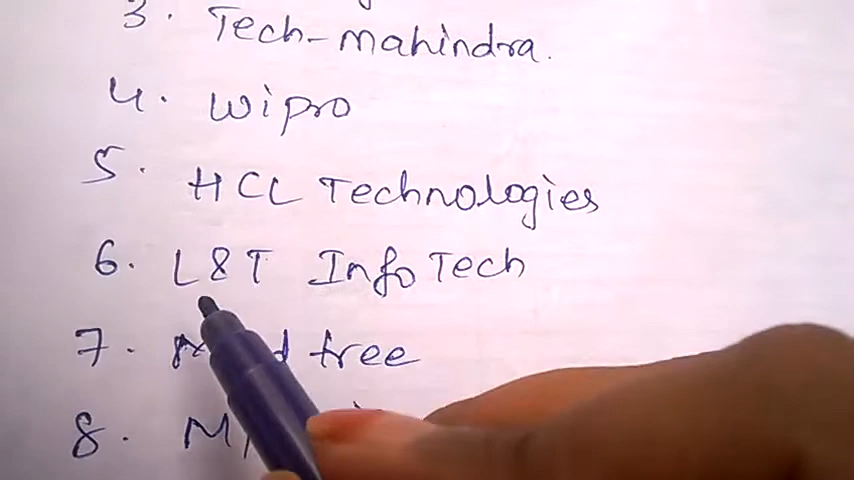 3. Tech-mahindra.
4. wipro
5. HCL Technologies
6. L&T InfoTech
7. tree
8.